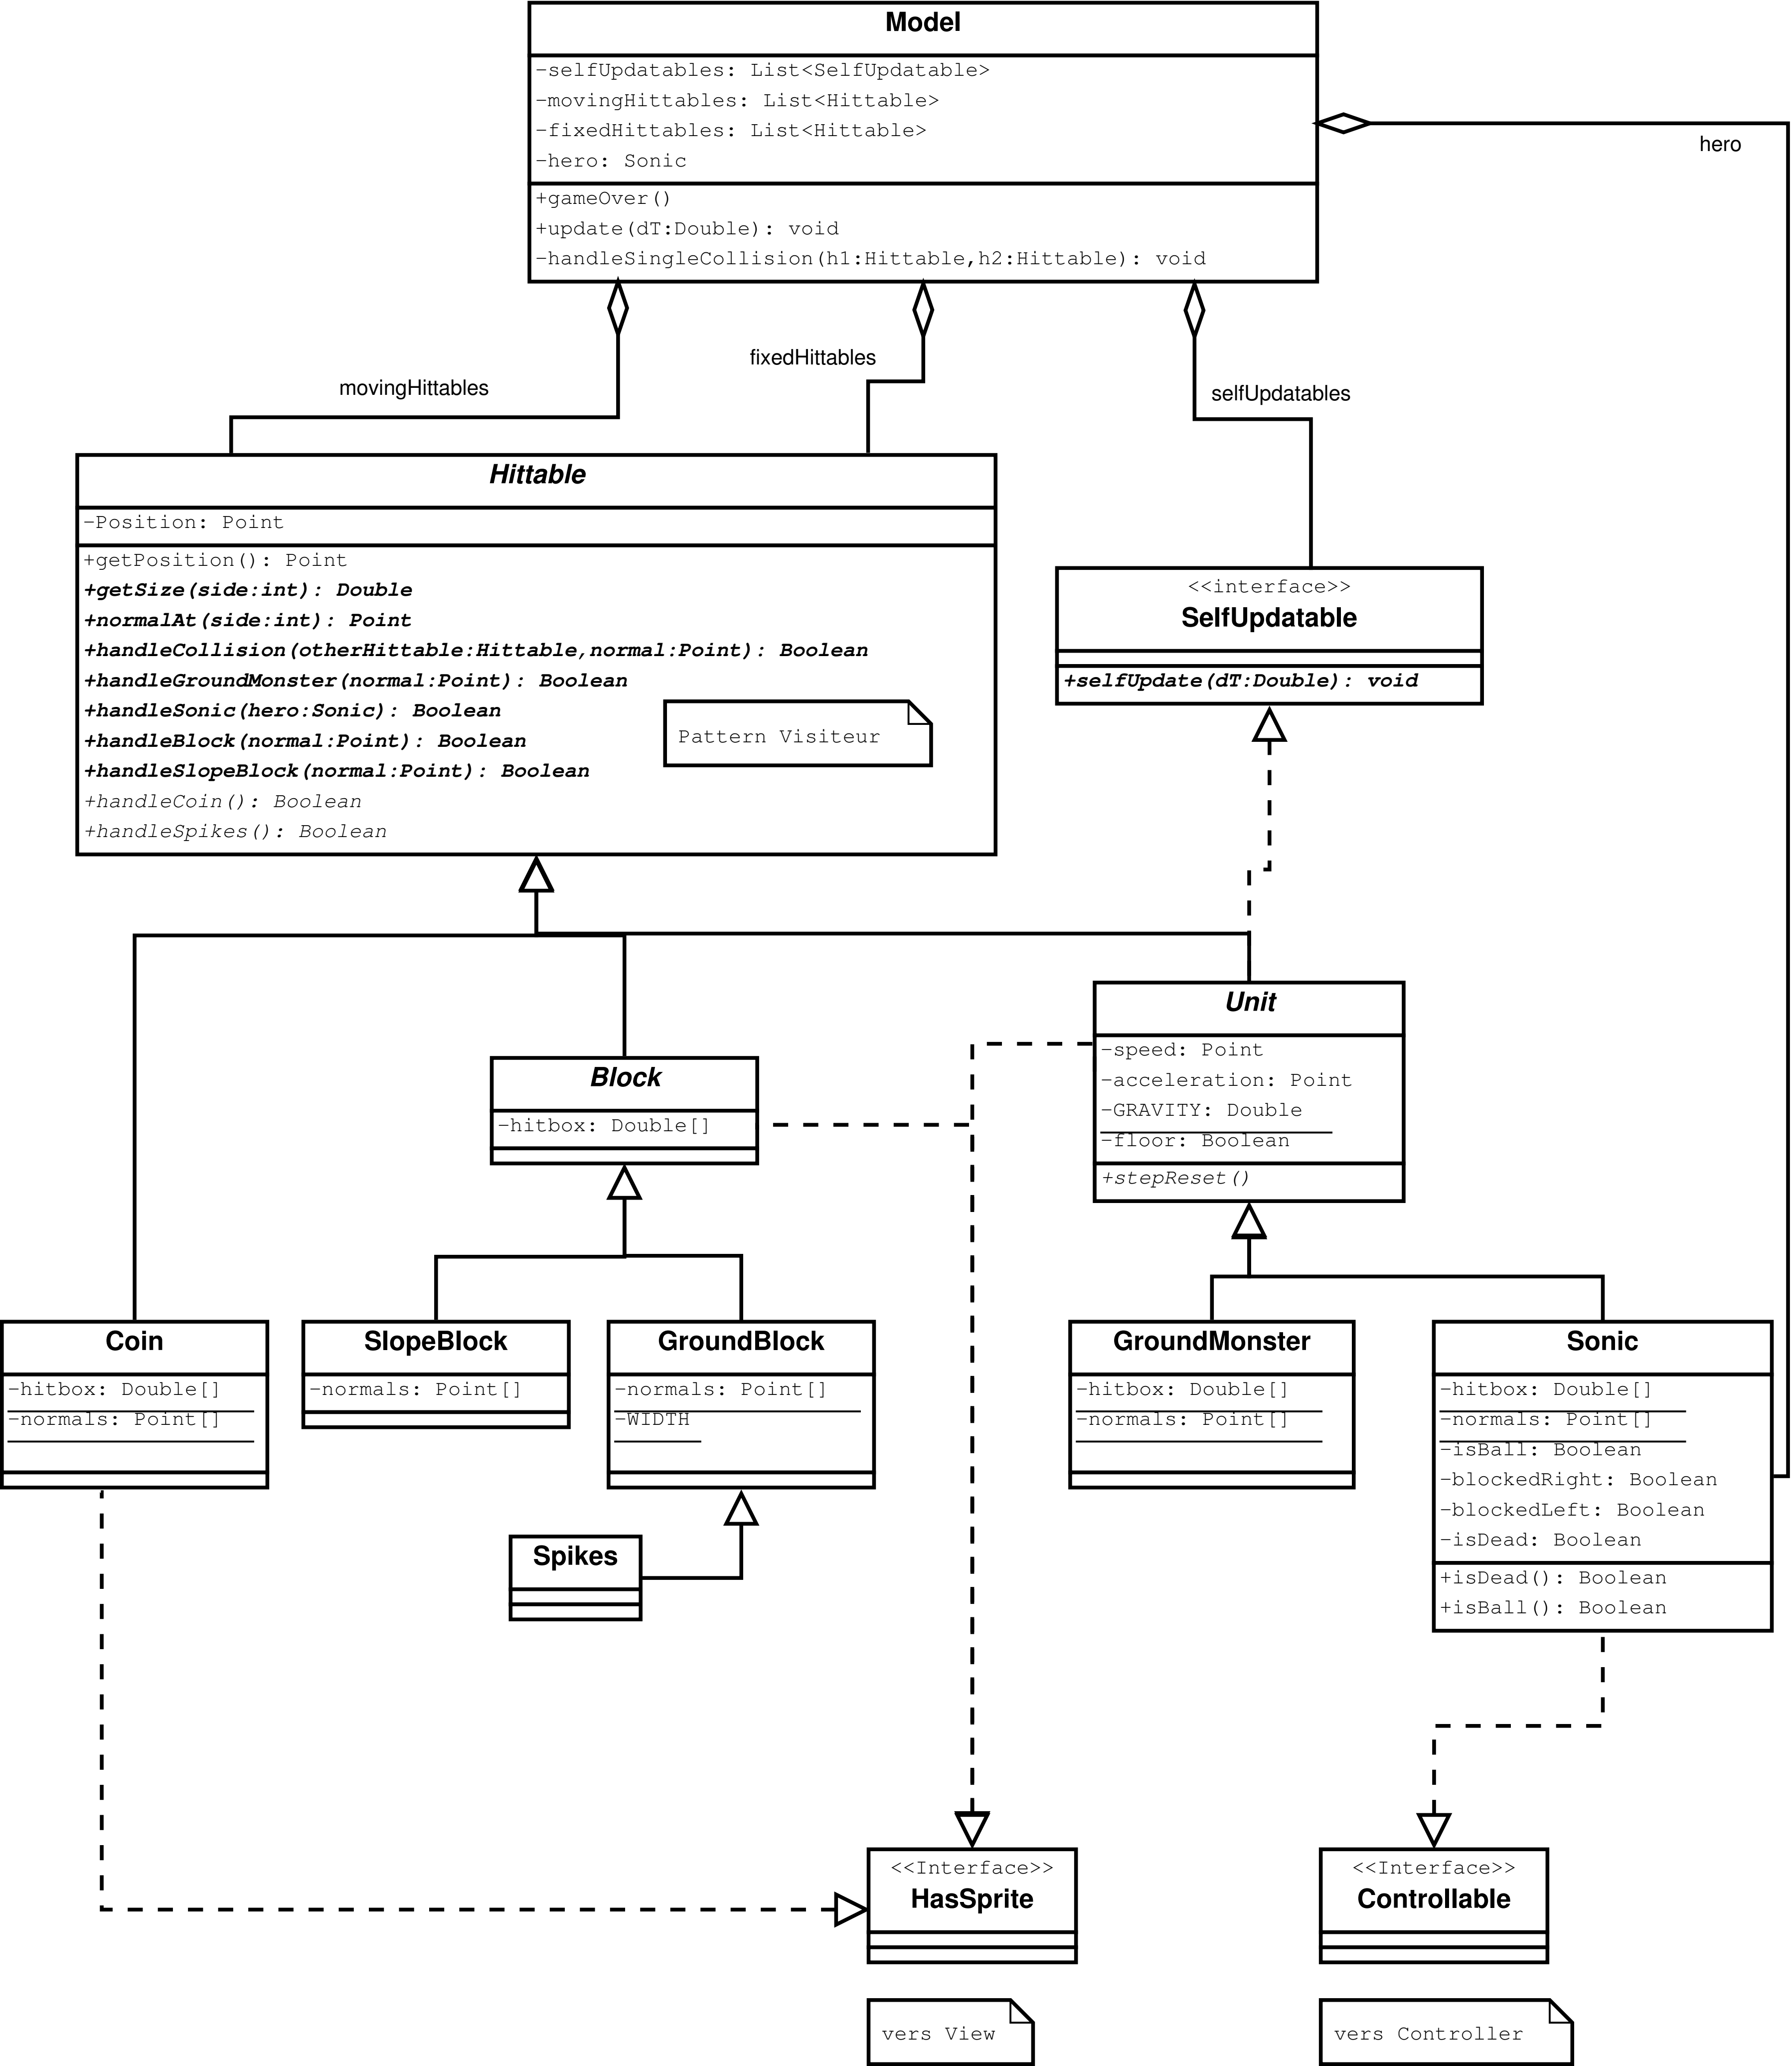 Model
-selfUpdatables: List<SelfUpdatable>
-movingHittables: List<Hittable>
-fixedHittables: List<Hittable>
-hero: Sonic
+gameOver()
+update(dT:Double): void
-handleSingleCollision(h1:Hittable,h2:Hittable): void
hero
movingHittables
fixedHittables
selfUpdatables
Hittable
-Position: Point
+getPosition(): Point
+getSize(side:int): Double
+normalAt(side:int): Point
+handleCollision(otherHittable:Hittable,normal:Point): Boolean
+handleGroundMonster(normal:Point): Boolean
+handleSonic(hero:Sonic): Boolean
+handleBlock(normal:Point): Boolean
+handleSlopeBlock(normal:Point): Boolean
+handleCoin(): Boolean
+handleSpikes(): Boolean
Pattern Visiteur
<<interface>>
SelfUpdatable
+selfUpdate(dT:Double): void
Block
-hitbox: Double[]
Unit
-speed: Point
-acceleration: Point
-GRAVITY: Double
-floor: Boolean
+stepReset()
Coin
-hitbox: Double[]
-normals: Point[]
SlopeBlock
-normals: Point[]
GroundBlock
-normals: Point[]
-WIDTH
GroundMonster
-hitbox: Double[]
-normals: Point[]
Sonic
-hitbox: Double[]
-normals: Point[]
-isBall: Boolean
-blockedRight: Boolean
-blockedLeft: Boolean
-isDead: Boolean
+isDead(): Boolean
+isBall(): Boolean
Spikes
<<Interface>>
HasSprite
<<Interface>>
Controllable
vers View
vers Controller